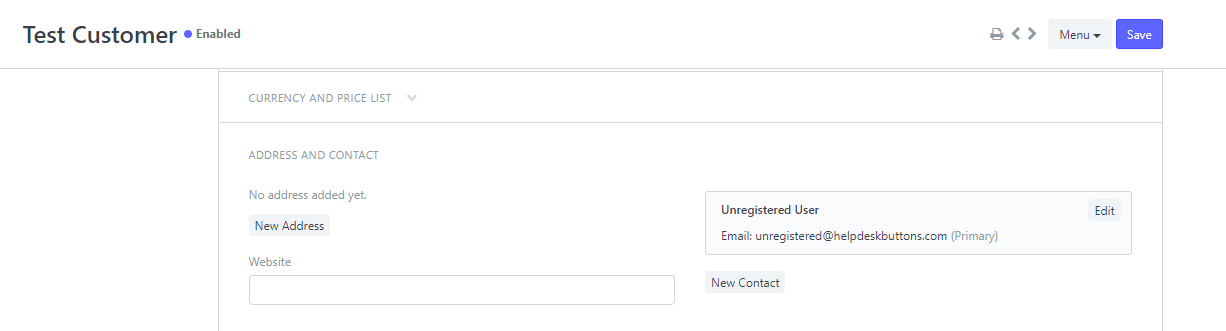 Test Customer Enabled Menu Save
CURRENCY AND PRICE LIST
ADDRESS AND CONTACT
No address added yet.
New Address
Website
Unregistered User Edit
Email: unregistered@helpdeskbuttons.com (Primary)
New Contact